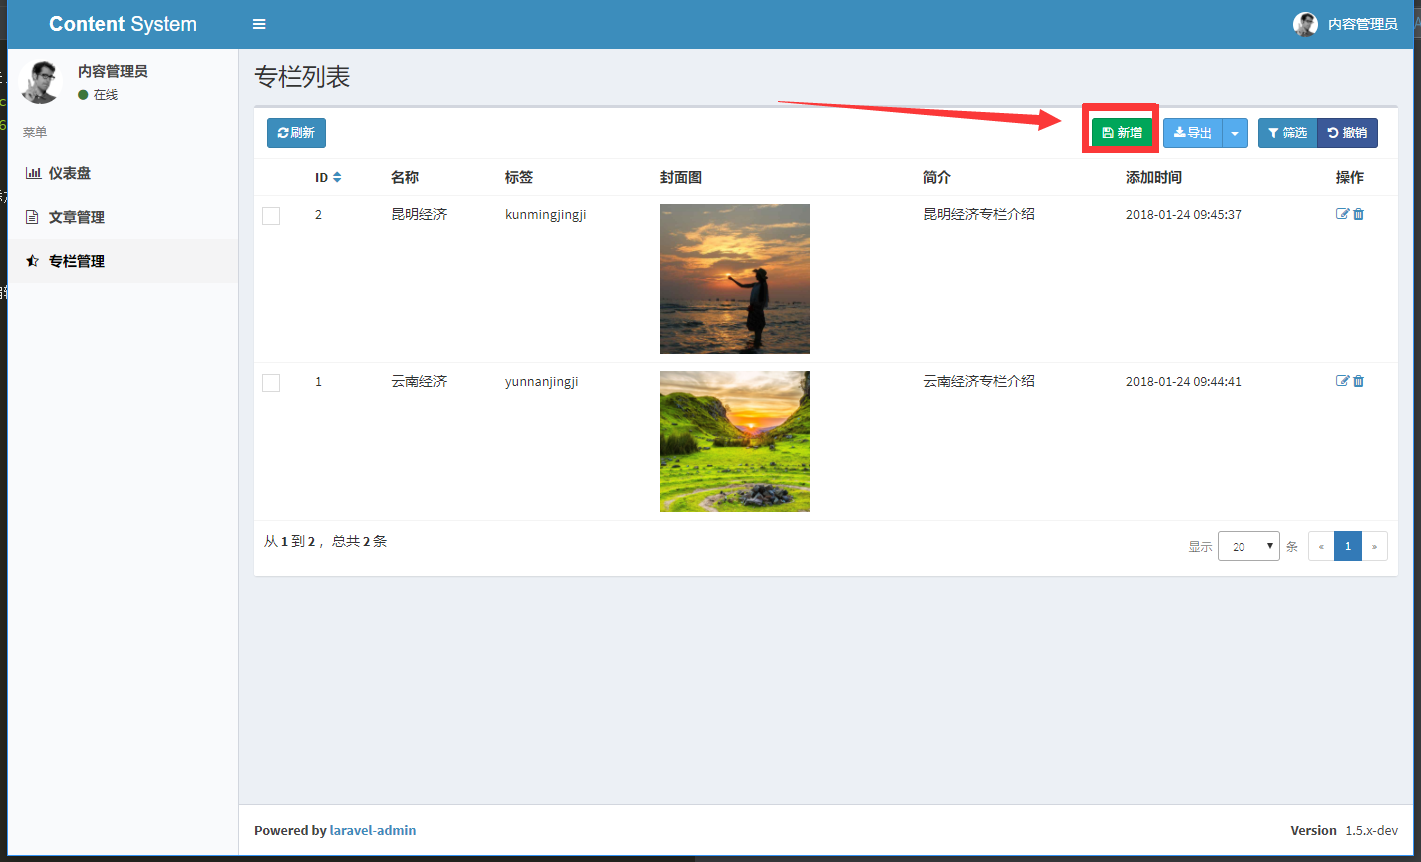 Content System
内容管理员
内容管理员
在线
菜单
仪表盘
文章管理
专栏管理
专栏列表
刷新 新增 导出 筛选 撤销
ID 名称 标签 封面图 简介 添加时间 操作
2 昆明经济 kunmingjingji 昆明经济专栏介绍 2018-01-24 09:45:37
1 云南经济 yunnanjingji 云南经济专栏介绍 2018-01-24 09:44:41
从 1 到 2 ，总共 2 条 显示 20 条 « 1 »
Powered by laravel-admin Version 1.5.x-dev